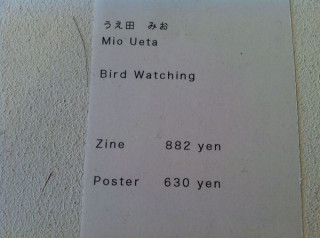 うえ田　みお
Mio Ueta
Bird Watching
Zine 882 yen
Poster 630 yen